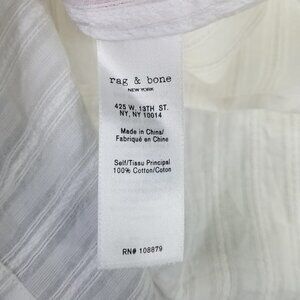 rag & bone
NEW YORK
425 W. 13TH ST.
NY, NY 10014
Made in China/
Fabriqué en Chine
Self/Tissu Principal
100% Cotton/Coton
RN# 108879